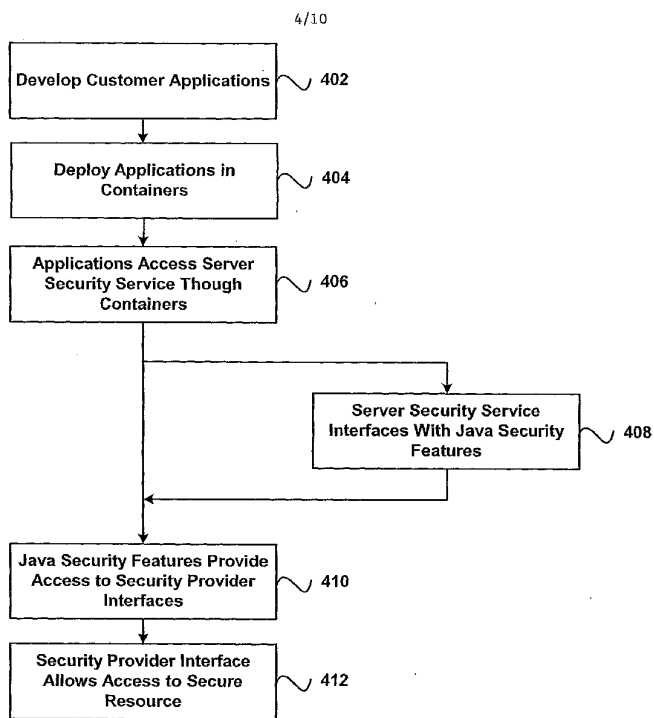 4/10
Develop Customer Applications
402
Deploy Applications in
Containers
404
Applications Access Server
Security Service Though
Containers
406
Server Security Service
Interfaces With Java Security
Features
408
Java Security Features Provide
Access to Security Provider
Interfaces
410
Security Provider Interface
Allows Access to Secure
Resource
412